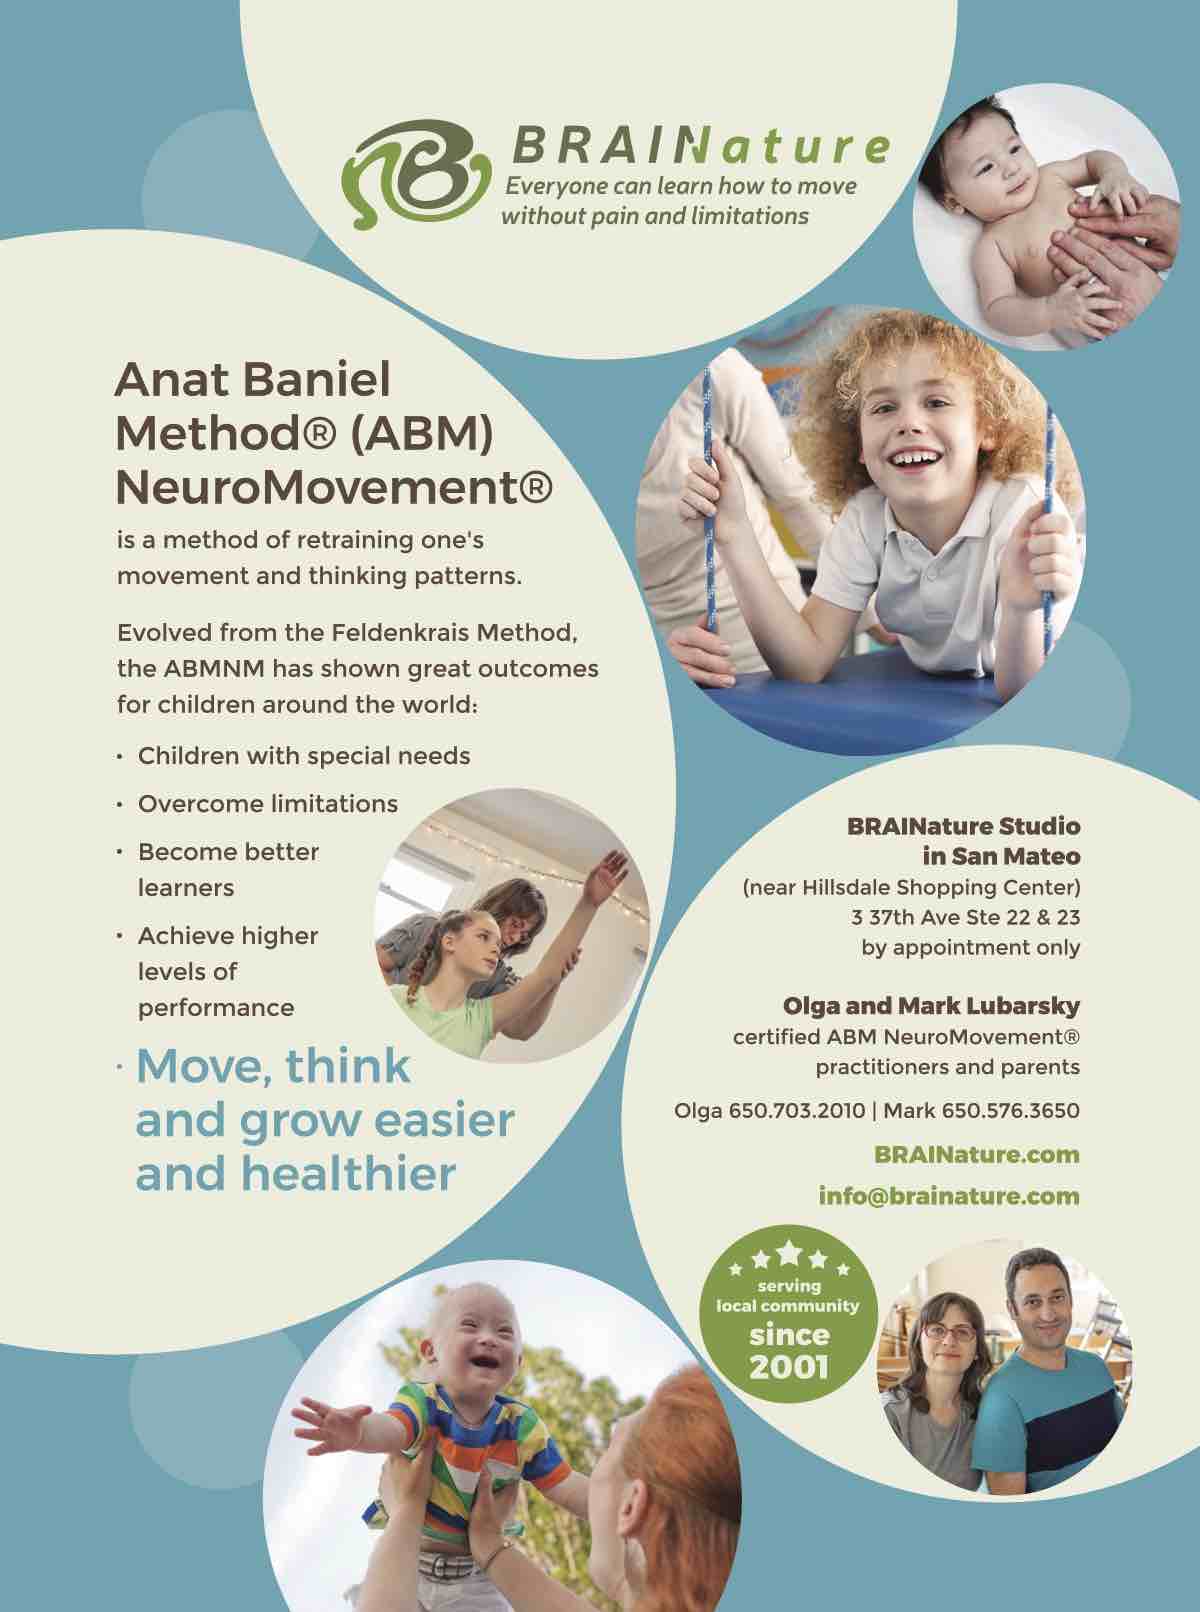 BRAINature
Everyone can learn how to move
without pain and limitations
Anat Baniel
Method® (ABM)
NeuroMovement®
is a method of retraining one's
movement and thinking patterns.
Evolved from the Feldenkrais Method,
the ABMNM has shown great outcomes
for children around the world:
• Children with special needs
• Overcome limitations
• Become better
learners
• Achieve higher
levels of
performance
· Move, think
and grow easier
and healthier
BRAINature Studio
in San Mateo
(near Hillsdale Shopping Center)
3 37th Ave Ste 22 & 23
by appointment only
Olga and Mark Lubarsky
certified ABM NeuroMovement®
practitioners and parents
Olga 650.703.2010 | Mark 650.576.3650
BRAINature.com
info@brainature.com
serving
local community
since
2001